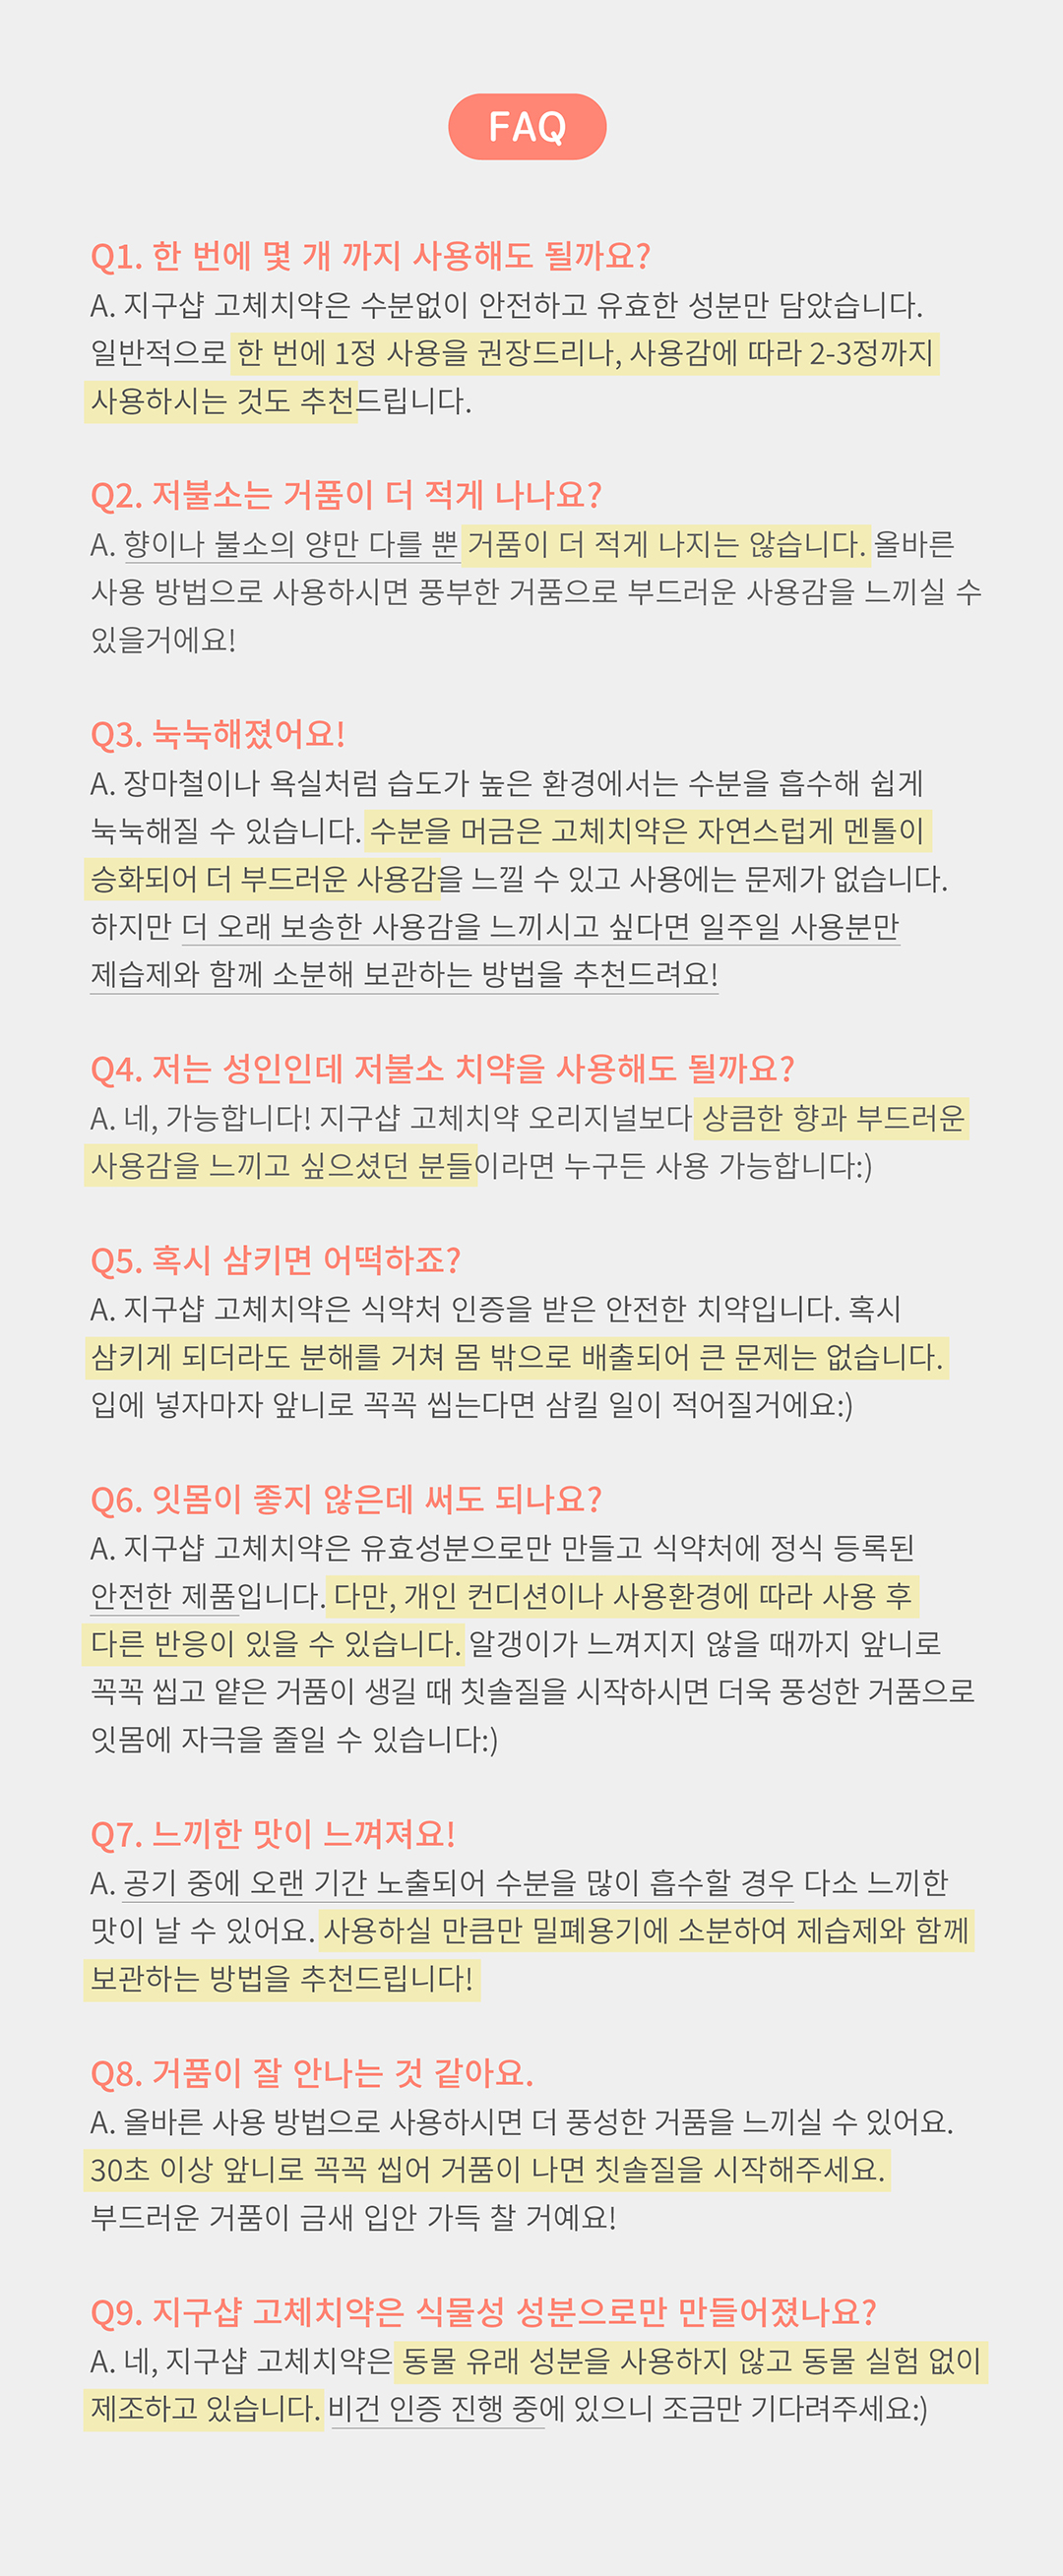 FAQ
Q1. 한 번에 몇 개 까지 사용해도 될까요?
A. 지구샵 고체치약은 수분없이 안전하고 유효한 성분만 담았습니다.
일반적으로 한 번에 1정 사용을 권장드리나, 사용감에 따라 2-3정까지
사용하시는 것도 추천드립니다.
Q2. 저불소는 거품이 더 적게 나나요?
A. 향이나 불소의 양만 다를 뿐 거품이 더 적게 나지는 않습니다. 올바른
사용 방법으로 사용하시면 풍부한 거품으로 부드러운 사용감을 느끼실 수
있을거에요!
Q3. 눅눅해졌어요!
A. 장마철이나 욕실처럼 습도가 높은 환경에서는 수분을 흡수해 쉽게
눅눅해질 수 있습니다. 수분을 머금은 고체치약은 자연스럽게 멘톨이
승화되어 더 부드러운 사용감을 느낄 수 있고 사용에는 문제가 없습니다.
하지만 더 오래 보송한 사용감을 느끼시고 싶다면 일주일 사용분만
제습제와 함께 소분해 보관하는 방법을 추천드려요!
Q4. 저는 성인인데 저불소 치약을 사용해도 될까요?
A. 네, 가능합니다! 지구샵 고체치약 오리지널보다 상큼한 향과 부드러운
사용감을 느끼고 싶으셨던 분들이라면 누구든 사용 가능합니다:)
Q5. 혹시 삼키면 어떡하죠?
A. 지구샵 고체치약은 식약처 인증을 받은 안전한 치약입니다. 혹시
삼키게 되더라도 분해를 거쳐 몸 밖으로 배출되어 큰 문제는 없습니다.
입에 넣자마자 앞니로 꼭꼭 씹는다면 삼킬 일이 적어질거에요:)
Q6. 잇몸이 좋지 않은데 써도 되나요?
A. 지구샵 고체치약은 유효성분으로만 만들고 식약처에 정식 등록된
안전한 제품입니다. 다만, 개인 컨디션이나 사용환경에 따라 사용 후
다른 반응이 있을 수 있습니다. 알갱이가 느껴지지 않을 때까지 앞니로
꼭꼭 씹고 얕은 거품이 생길 때 칫솔질을 시작하시면 더욱 풍성한 거품으로
잇몸에 자극을 줄일 수 있습니다:)
Q7. 느끼한 맛이 느껴져요!
A. 공기 중에 오랜 기간 노출되어 수분을 많이 흡수할 경우 다소 느끼한
맛이 날 수 있어요. 사용하실 만큼만 밀폐용기에 소분하여 제습제와 함께
보관하는 방법을 추천드립니다!
Q8. 거품이 잘 안나는 것 같아요.
A. 올바른 사용 방법으로 사용하시면 더 풍성한 거품을 느끼실 수 있어요.
30초 이상 앞니로 꼭꼭 씹어 거품이 나면 칫솔질을 시작해주세요.
부드러운 거품이 금새 입안 가득 찰 거예요!
Q9. 지구샵 고체치약은 식물성 성분으로만 만들어졌나요?
A. 네, 지구샵 고체치약은 동물 유래 성분을 사용하지 않고 동물 실험 없이
제조하고 있습니다. 비건 인증 진행 중에 있으니 조금만 기다려주세요:)